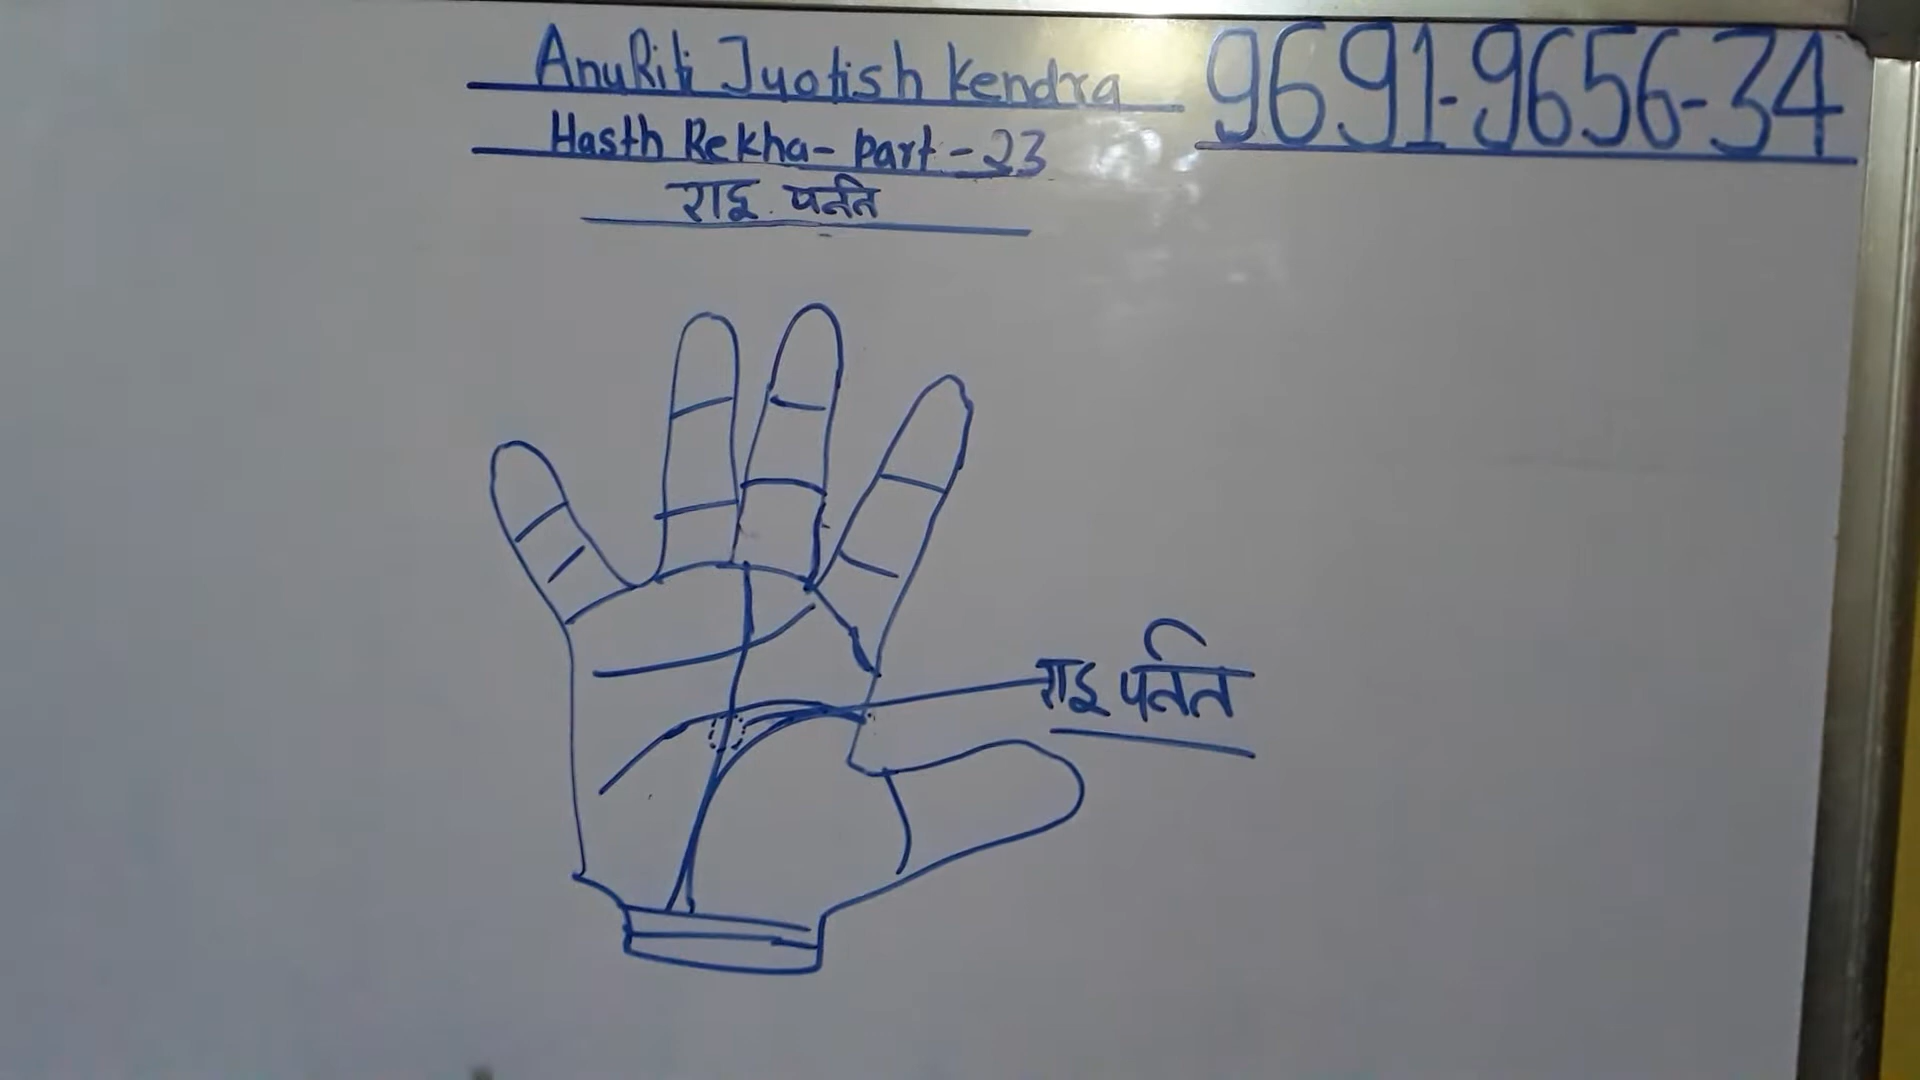 AnuRiti Jyotish Kendra 9691-9656-34
Hasth Rekha- part - 23
राहू पर्वत
राहू पर्वत